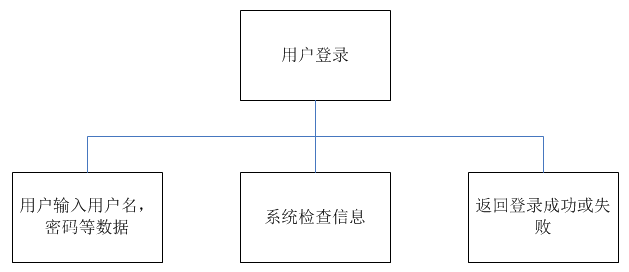 用户登录
用户输入用户名，
密码等数据
系统检查信息
返回登录成功或失
败